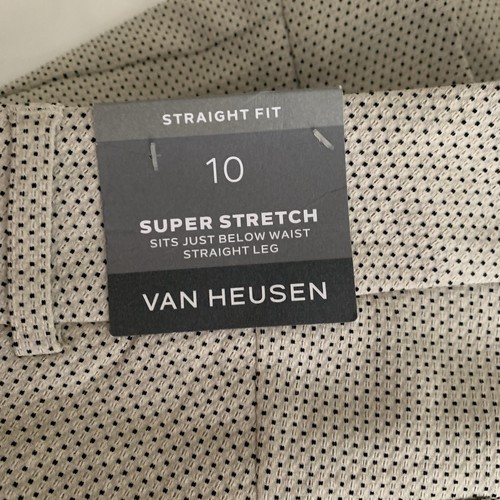 STRAIGHT FIT
10
SUPER STRETCH
SITS JUST BELOW WAIST
STRAIGHT LEG
VAN HEUSEN